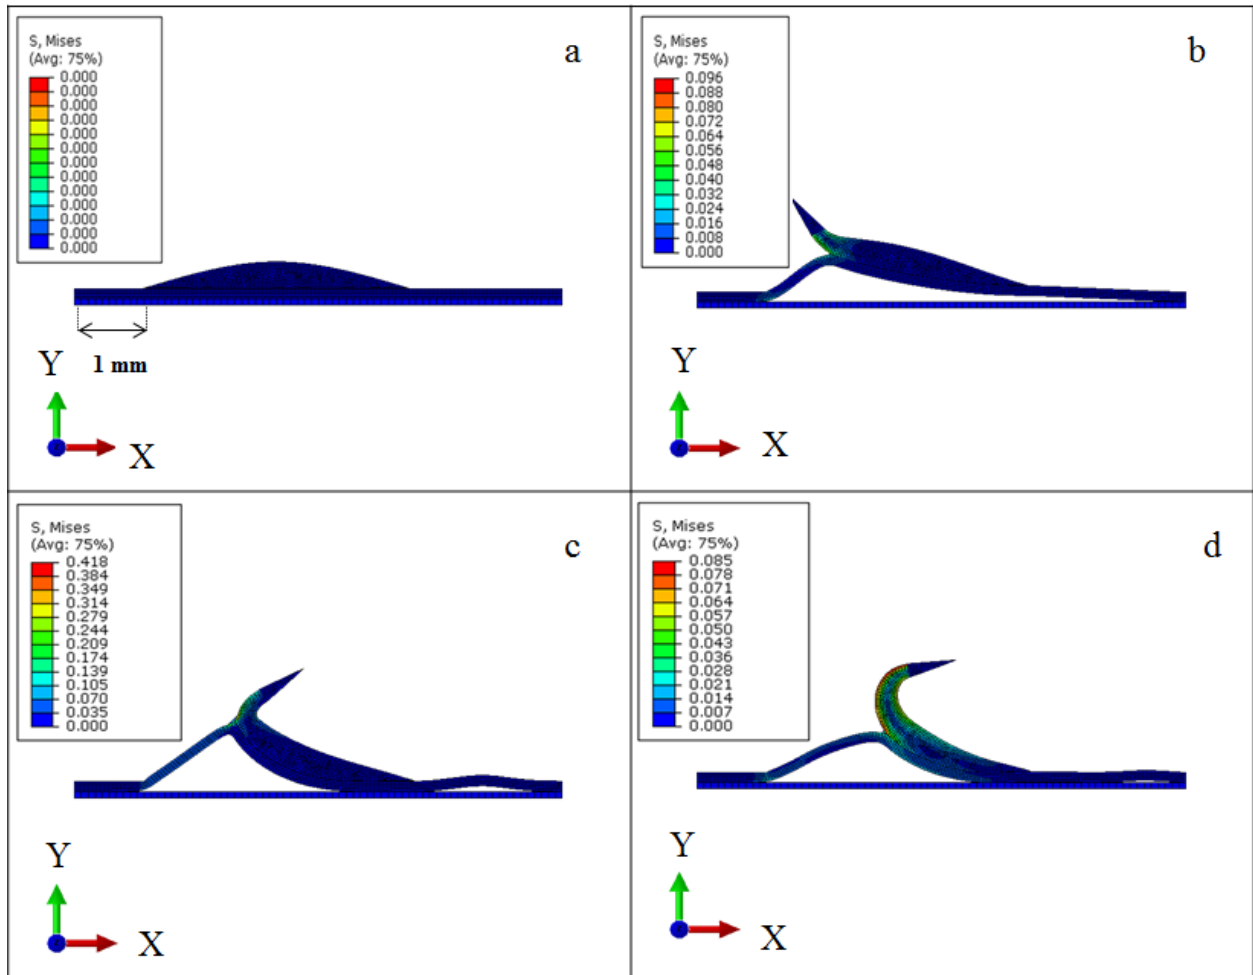 S, Mises
(Avg: 75%)
0.000
0.000
0.000
0.000
0.000
0.000
0.000
0.000
0.000
0.000
0.000
0.000
0.000
a
1 mm
Y
X
S, Mises
(Avg: 75%)
0.096
0.088
0.080
0.072
0.064
0.056
0.048
0.040
0.032
0.024
0.016
0.008
0.000
b
Y
X
S, Mises
(Avg: 75%)
0.418
0.384
0.349
0.314
0.279
0.244
0.209
0.174
0.139
0.105
0.070
0.035
0.000
c
Y
X
S, Mises
(Avg: 75%)
0.085
0.078
0.071
0.064
0.057
0.050
0.043
0.036
0.028
0.021
0.014
0.007
0.000
d
Y
X